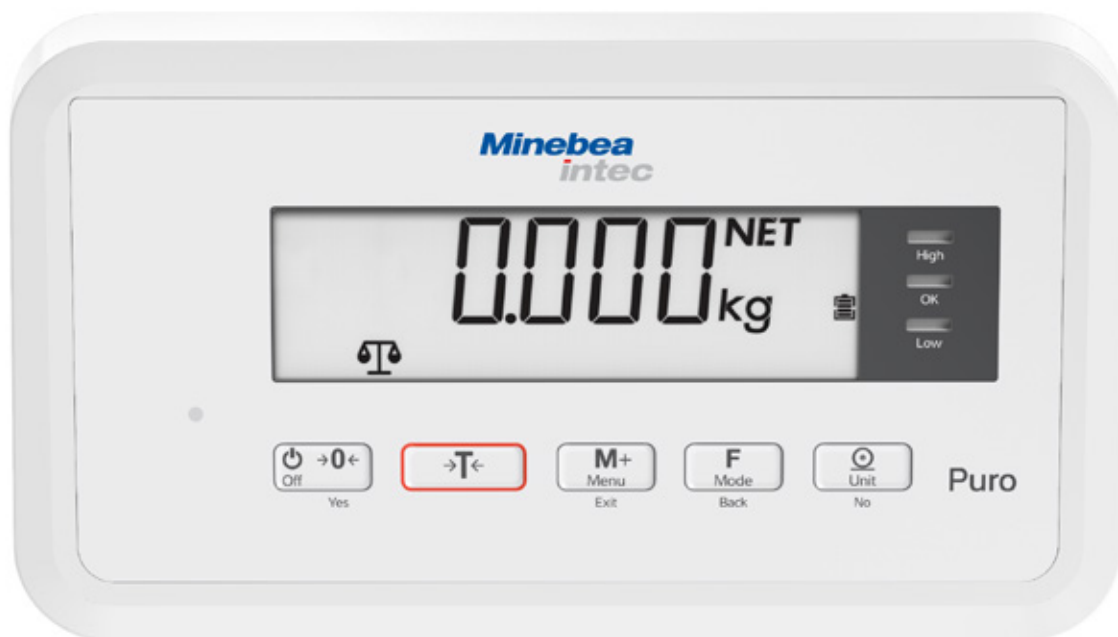 Minebea
intec
0.000 NET
kg
High
OK
Low
→0←
Off
Yes
→T←
M+
Menu
Exit
F
Mode
Back
Unit
No
Puro